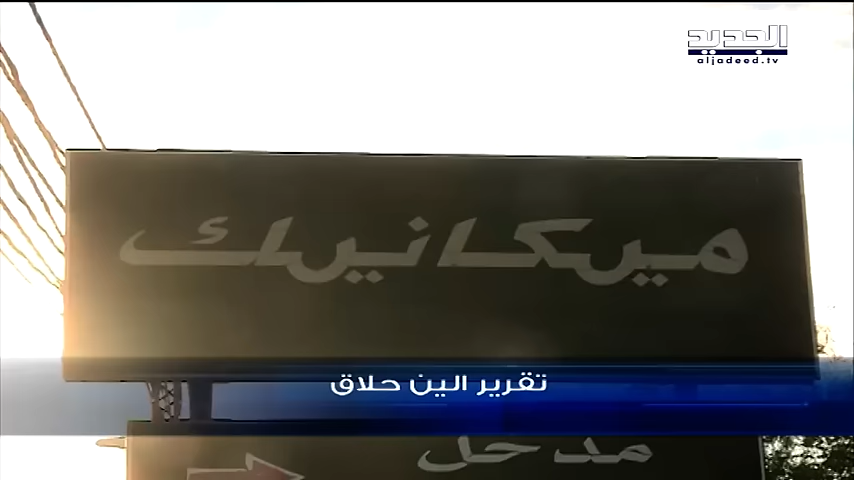 الجديد
aljadeed.tv
ميكانيك
تقرير الين حلاق
مدخل